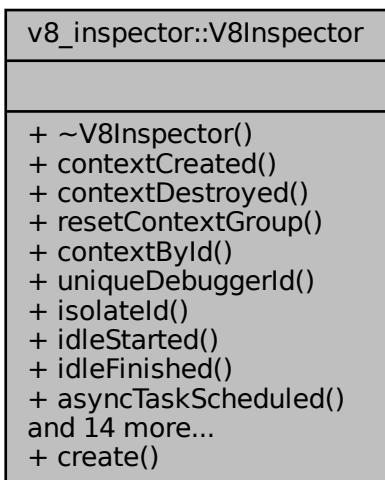 v8_inspector::V8Inspector
+ ~V8Inspector()
+ contextCreated()
+ contextDestroyed()
+ resetContextGroup()
+ contextById()
+ uniqueDebuggerId()
+ isolateId()
+ idleStarted()
+ idleFinished()
+ asyncTaskScheduled()
and 14 more...
+ create()